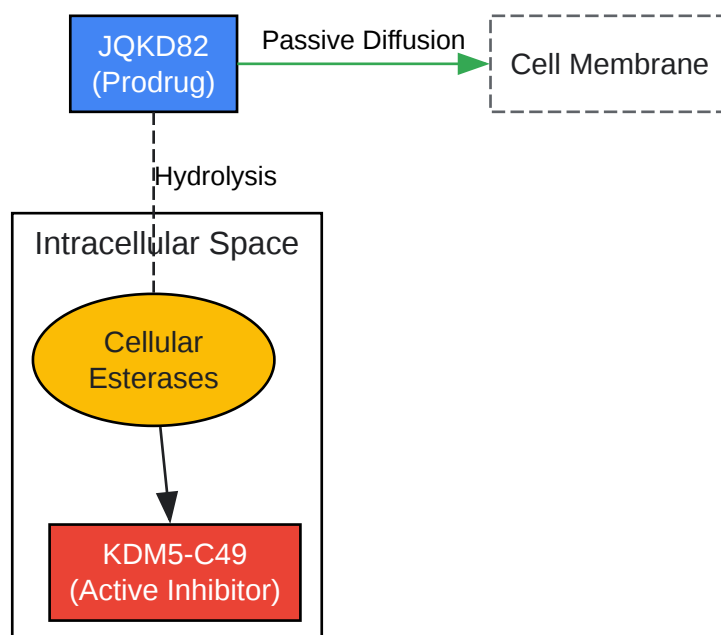 JQKD82
(Prodrug)
Passive Diffusion
Cell Membrane
Hydrolysis
Intracellular Space
Cellular
Esterases
KDM5-C49
(Active Inhibitor)